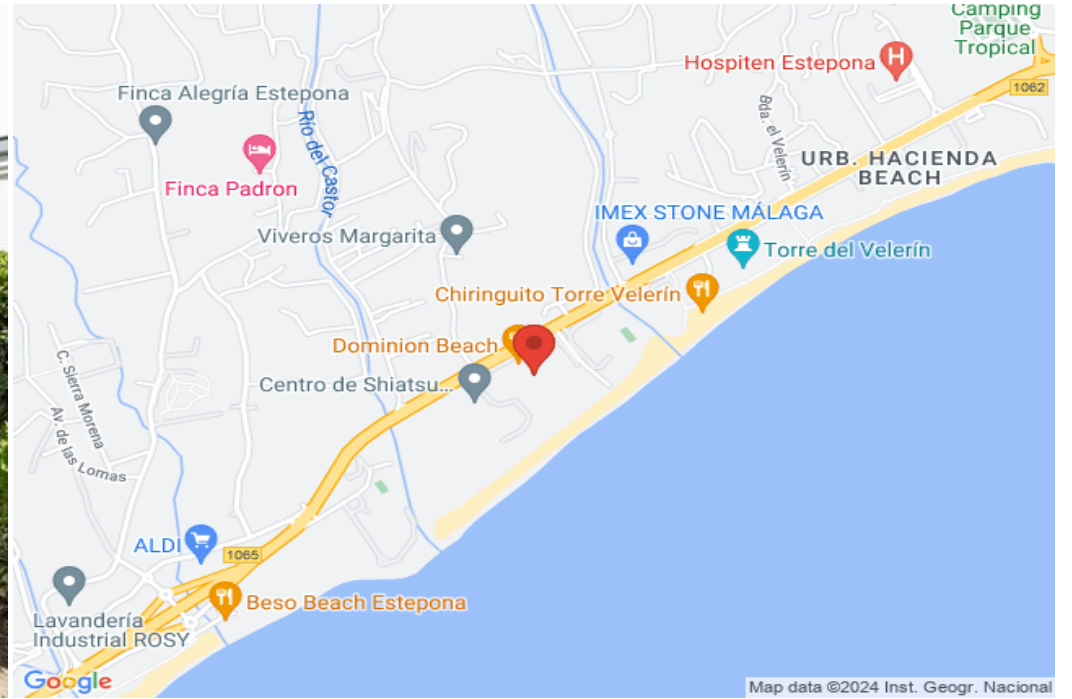 Camping
Parque
Tropical
Hospiten Estepona
H
4
1062
Finca Alegría Estepona
Río del Castor
Bda. el Velerín
URB. HACIENDA
BEACH
Finca Padron
IMEX STONE MÁLAGA
Viveros Margarita
Torre del Velerín
Chiringuito Torre Velerín
Dominion Beach
Centro de Shiatsu...
C. Sierra Morena
Av. de las Lomas
ALDI
1065
Beso Beach Estepona
Lavandería
Industrial ROSY
Google
Map data ©2024 Inst. Geogr. Nacional